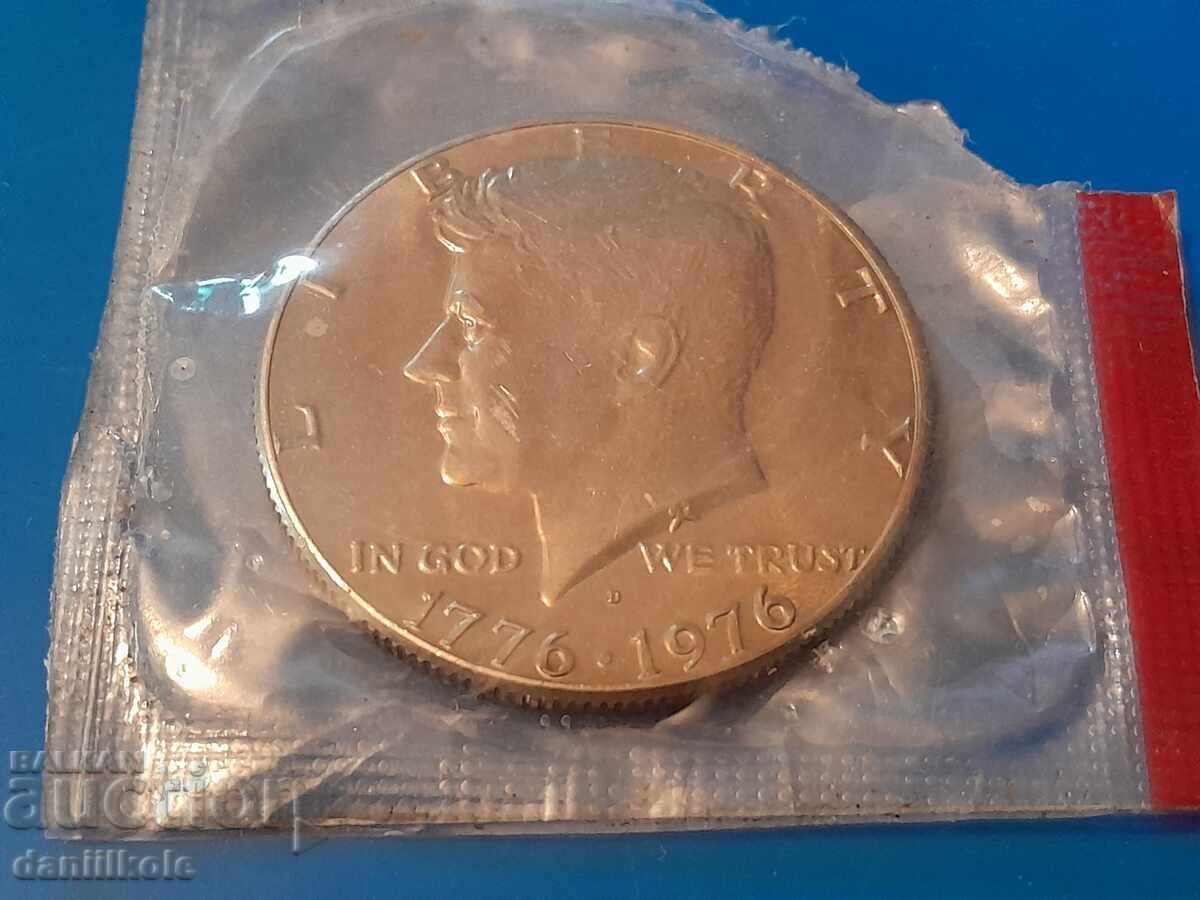 LIBERTY
IN GOD WE TRUST
D
1776 · 1976
BALKAN
auction
daniilkole